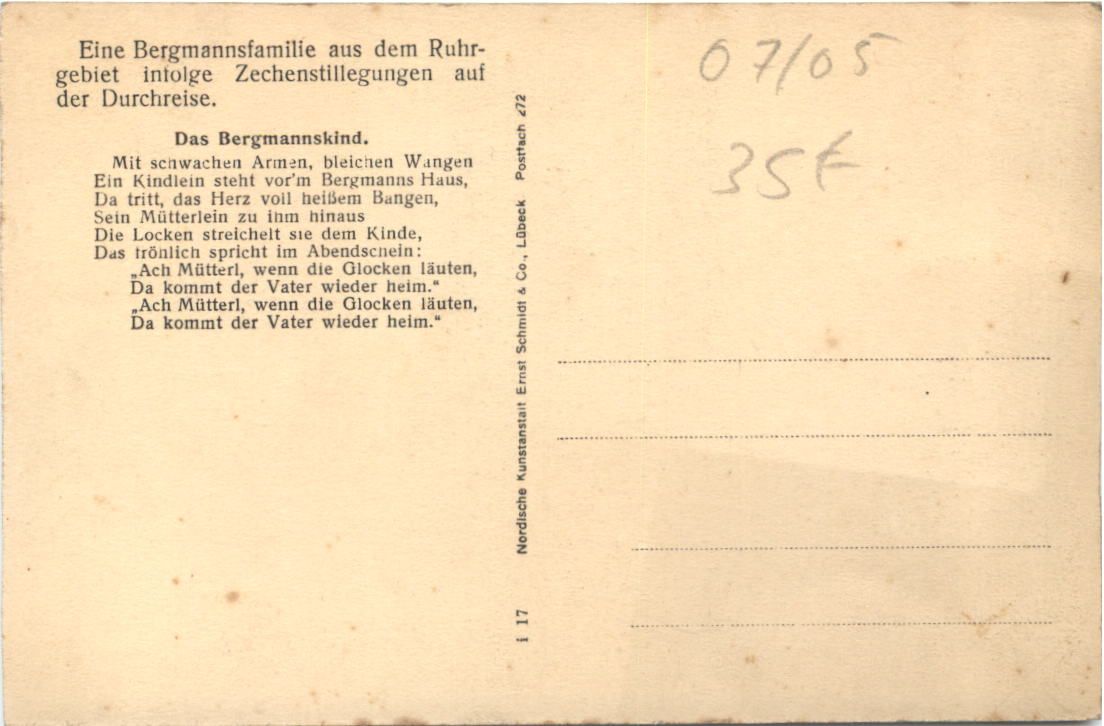 Eine Bergmannsfamilie aus dem Ruhr-
gebiet infolge Zechenstillegungen auf
der Durchreise.
Das Bergmannskind.
Mit schwachen Armen, bleichen Wangen
Ein Kindlein steht vor'm Bergmanns Haus,
Da tritt, das Herz voll heißem Bangen,
Sein Mütterlein zu ihm hinaus
Die Locken streichelt sie dem Kinde,
Das fröhlich spricht im Abendschein:
„Ach Mütterl, wenn die Glocken läuten,
Da kommt der Vater wieder heim.“
„Ach Mütterl, wenn die Glocken läuten,
Da kommt der Vater wieder heim.“
i 17 Nordische Kunstanstalt Ernst Schmidt & Co., Lübeck Postfach 272
07/05
35€